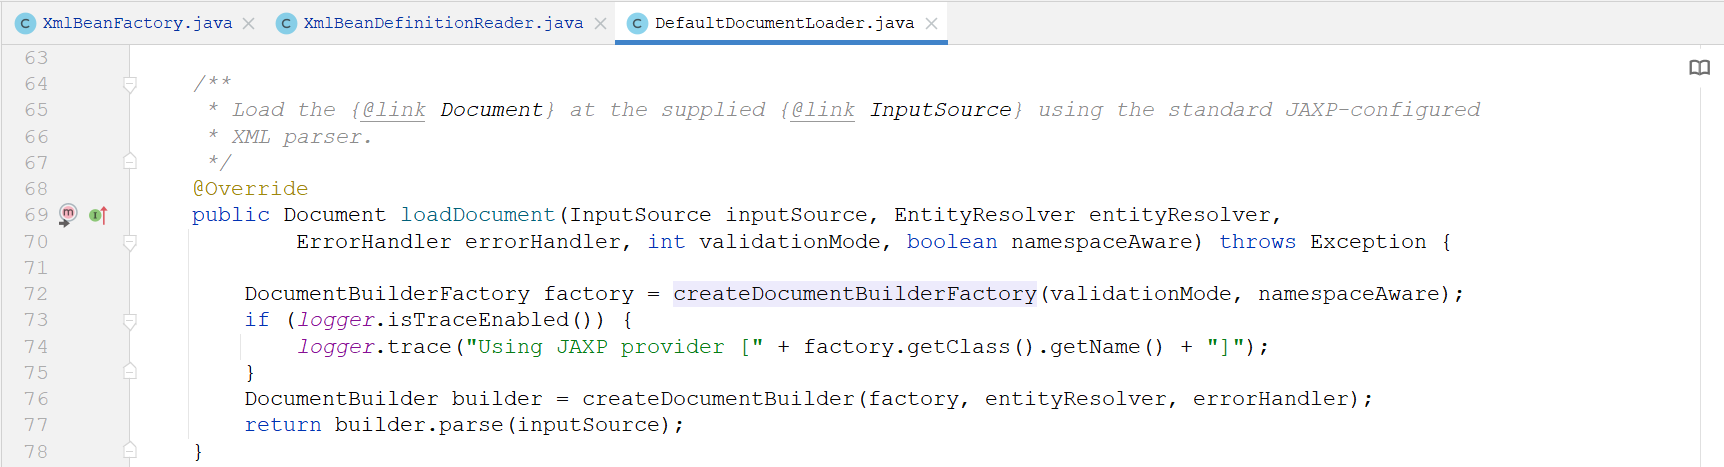 C XmlBeanFactory.java × C XmlBeanDefinitionReader.java × C DefaultDocumentLoader.java ×
63
64 /**
65 * Load the {@link Document} at the supplied {@link InputSource} using the standard JAXP-configured
66 * XML parser.
67 */
68 @Override
69 m I public Document loadDocument(InputSource inputSource, EntityResolver entityResolver,
70 ErrorHandler errorHandler, int validationMode, boolean namespaceAware) throws Exception {
71
72 DocumentBuilderFactory factory = createDocumentBuilderFactory(validationMode, namespaceAware);
73 if (logger.isTraceEnabled()) {
74 logger.trace("Using JAXP provider [" + factory.getClass().getName() + "]");
75 }
76 DocumentBuilder builder = createDocumentBuilder(factory, entityResolver, errorHandler);
77 return builder.parse(inputSource);
78 }